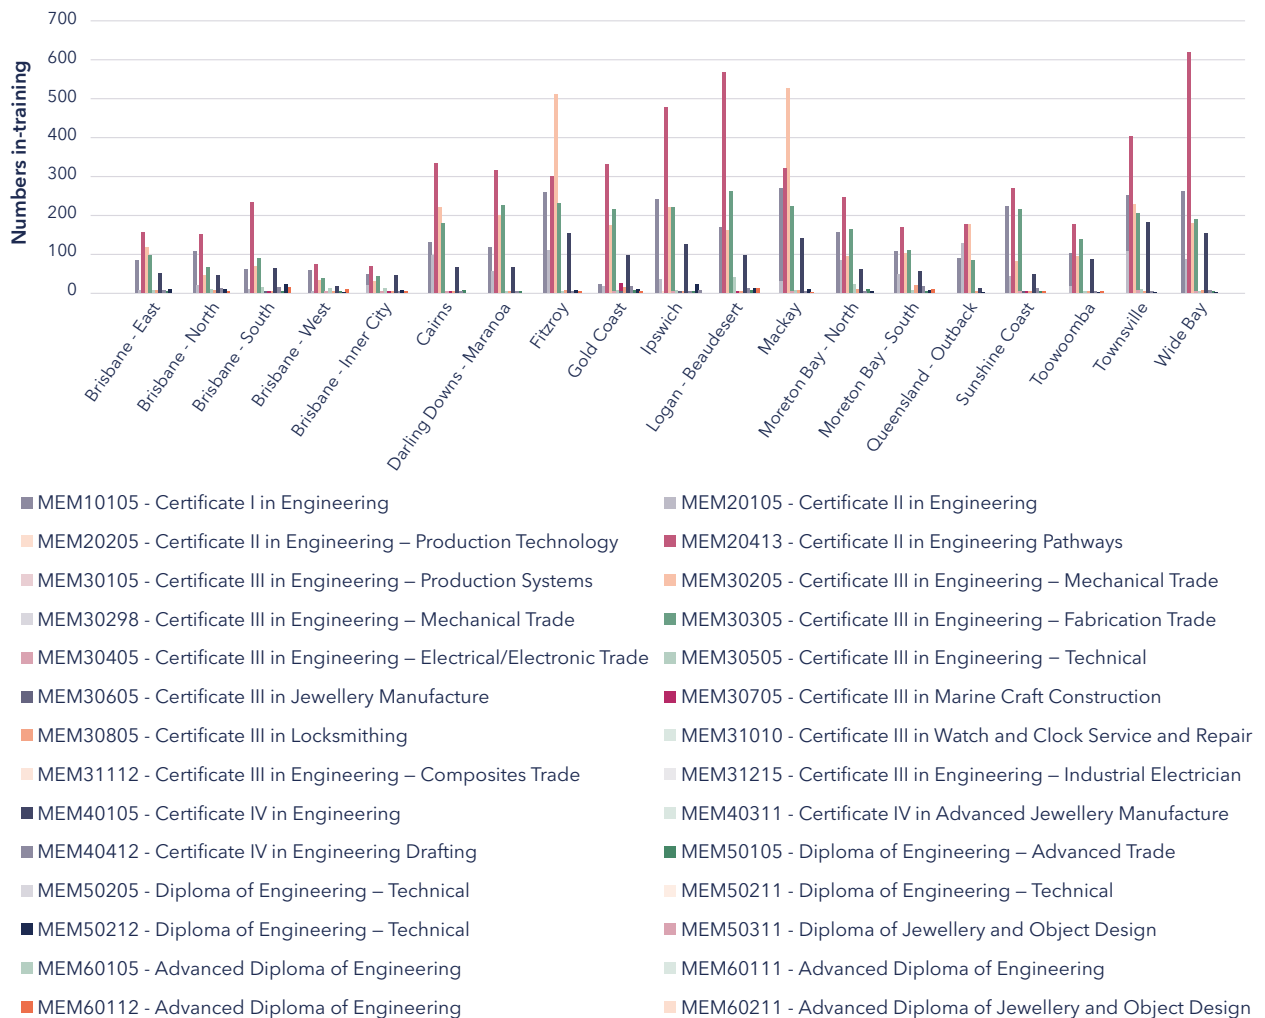 700
600
500
400
300
200
100
0
Numbers in-training
Brisbane - East
Brisbane - North
Brisbane - South
Brisbane - West
Brisbane - Inner City
Cairns
Darling Downs - Maranoa
Fitzroy
Gold Coast
Ipswich
Logan - Beaudesert
Mackay
Moreton Bay - North
Moreton Bay - South
Queensland - Outback
Sunshine Coast
Toowoomba
Townsville
Wide Bay
MEM10105 - Certificate I in Engineering
MEM20105 - Certificate II in Engineering
MEM20205 - Certificate II in Engineering – Production Technology
MEM20413 - Certificate II in Engineering Pathways
MEM30105 - Certificate III in Engineering – Production Systems
MEM30205 - Certificate III in Engineering – Mechanical Trade
MEM30298 - Certificate III in Engineering – Mechanical Trade
MEM30305 - Certificate III in Engineering – Fabrication Trade
MEM30405 - Certificate III in Engineering – Electrical/Electronic Trade
MEM30505 - Certificate III in Engineering – Technical
MEM30605 - Certificate III in Jewellery Manufacture
MEM30705 - Certificate III in Marine Craft Construction
MEM30805 - Certificate III in Locksmithing
MEM31010 - Certificate III in Watch and Clock Service and Repair
MEM31112 - Certificate III in Engineering – Composites Trade
MEM31215 - Certificate III in Engineering – Industrial Electrician
MEM40105 - Certificate IV in Engineering
MEM40311 - Certificate IV in Advanced Jewellery Manufacture
MEM40412 - Certificate IV in Engineering Drafting
MEM50105 - Diploma of Engineering – Advanced Trade
MEM50205 - Diploma of Engineering – Technical
MEM50211 - Diploma of Engineering – Technical
MEM50212 - Diploma of Engineering – Technical
MEM50311 - Diploma of Jewellery and Object Design
MEM60105 - Advanced Diploma of Engineering
MEM60111 - Advanced Diploma of Engineering
MEM60112 - Advanced Diploma of Engineering
MEM60211 - Advanced Diploma of Jewellery and Object Design